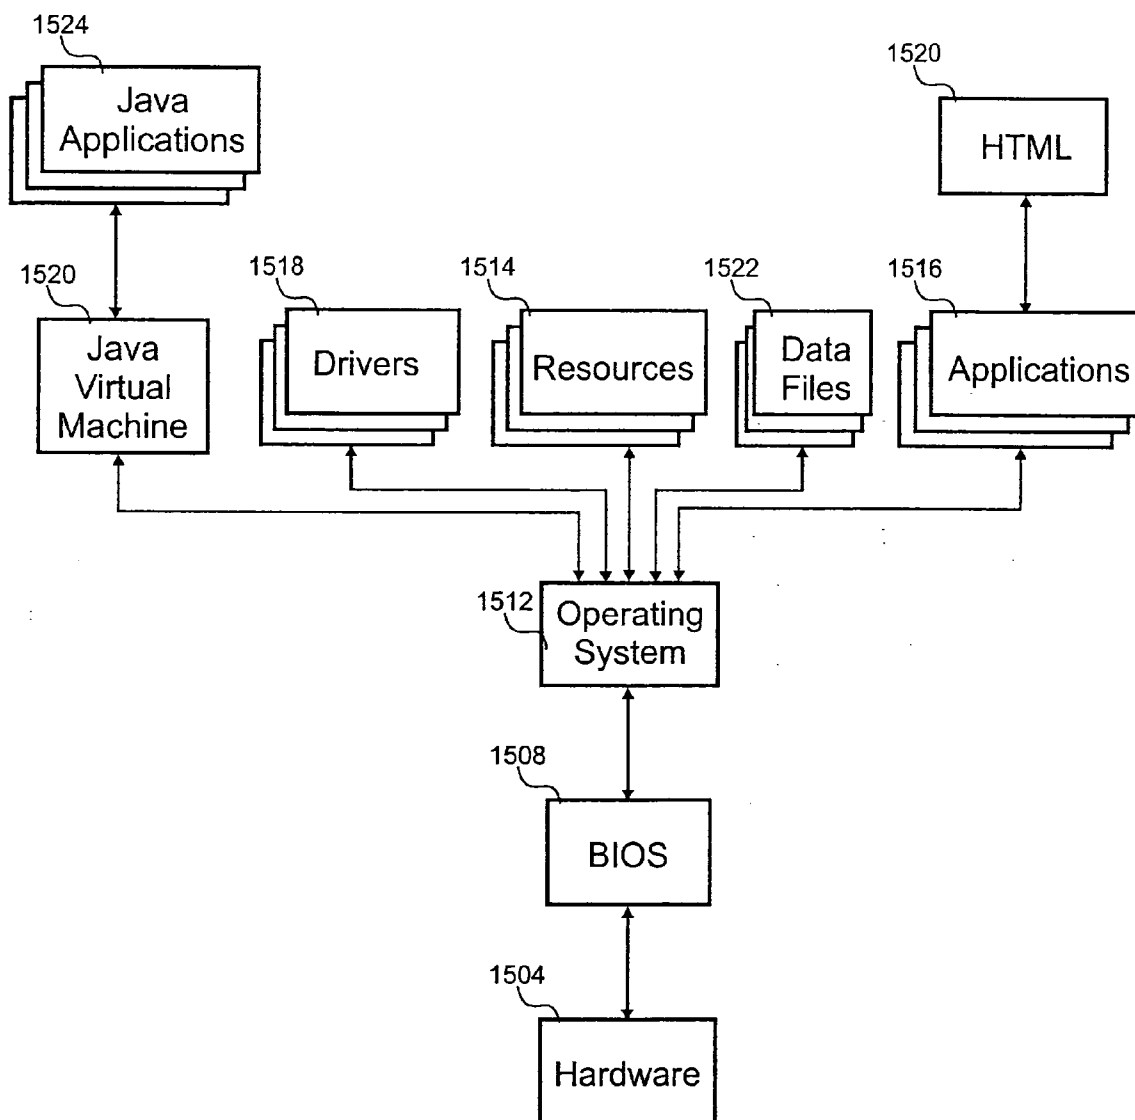 1524
Java
Applications
1520
HTML
1520
Java
Virtual
Machine
1518
Drivers
1514
Resources
1522
Data
Files
1516
Applications
1512
Operating
System
1508
BIOS
1504
Hardware